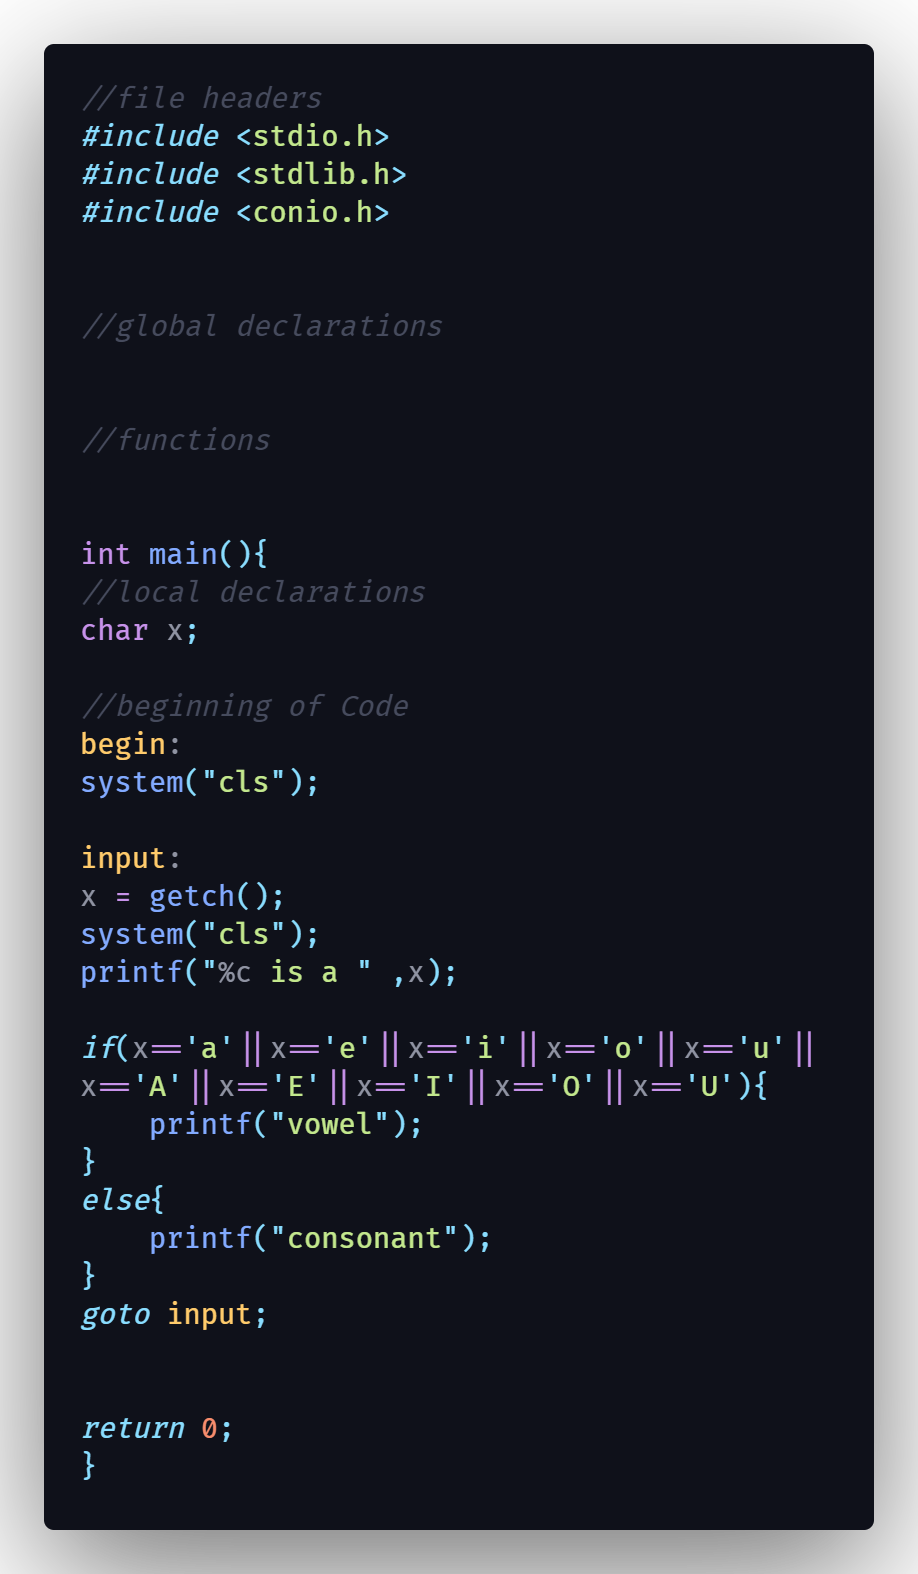 //file headers
#include <stdio.h>
#include <stdlib.h>
#include <conio.h>
//global declarations
//functions
int main(){
//local declarations
char x;
//beginning of Code
begin:
system("cls");
input:
x = getch();
system("cls");
printf("%c is a " ,x);
if(x=='a'||x=='e'||x=='i'||x=='o'||x=='u'||
x=='A'||x=='E'||x=='I'||x=='O'||x=='U'){
    printf("vowel");
}
else{
    printf("consonant");
}
goto input;
return 0;
}